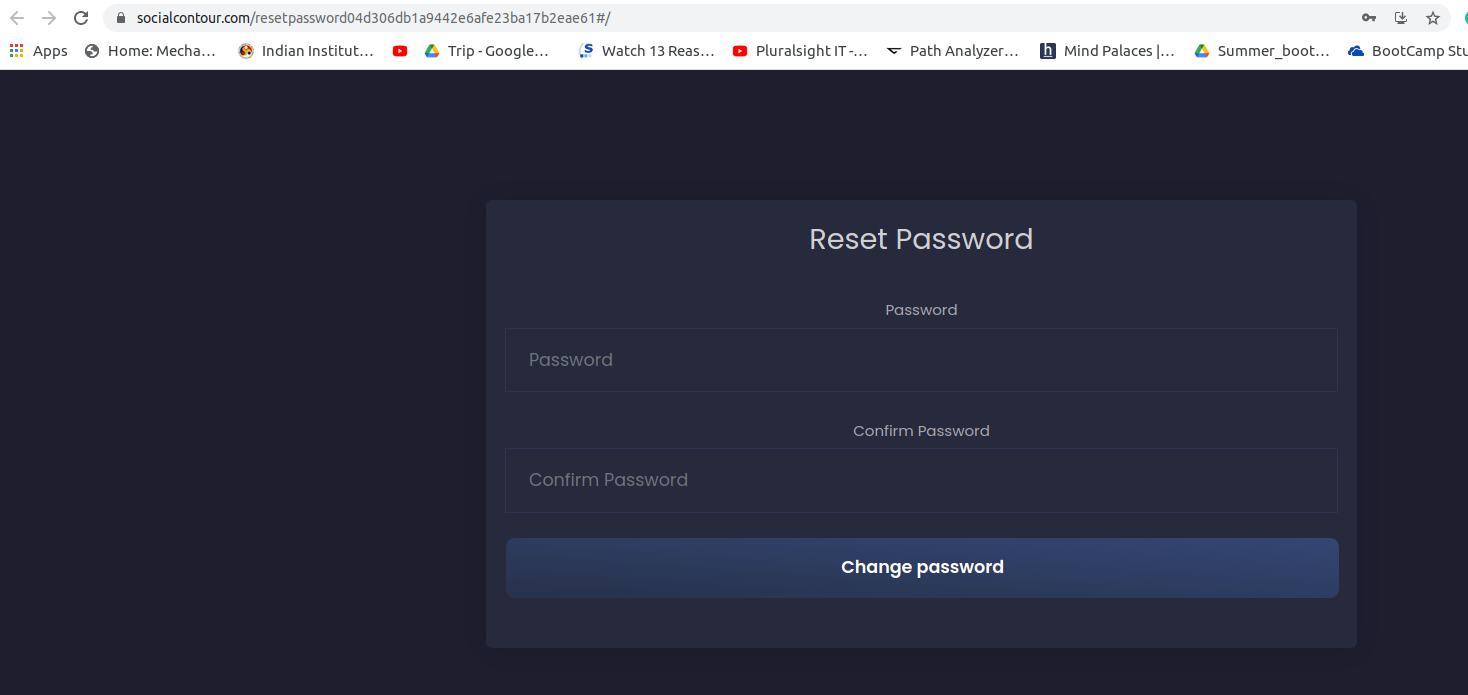 socialcontour.com/resetpassword04d306db1a9442e6afe23ba17b2eae61#/
Apps Home: Mecha... Indian Institut... Trip - Google... S Watch 13 Reas... Pluralsight IT -... Path Analyzer... h Mind Palaces |... Summer_boot... BootCamp Stu
Reset Password
Password
Password
Confirm Password
Confirm Password
Change password